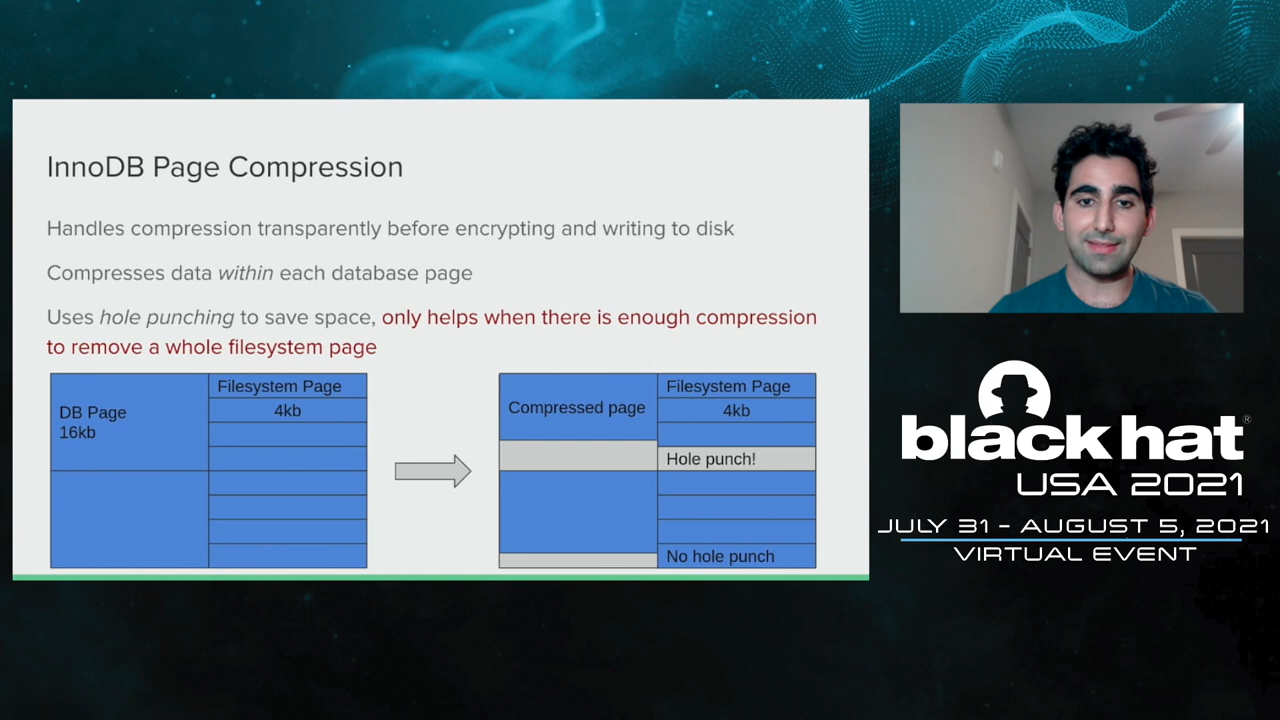 InnoDB Page Compression
Handles compression transparently before encrypting and writing to disk
Compresses data within each database page
Uses hole punching to save space, only helps when there is enough compression
to remove a whole filesystem page
DB Page
16kb
Filesystem Page
4kb
Compressed page
Filesystem Page
4kb
Hole punch!
No hole punch
black hat®
USA 2021
JULY 31 - AUGUST 5, 2021
VIRTUAL EVENT